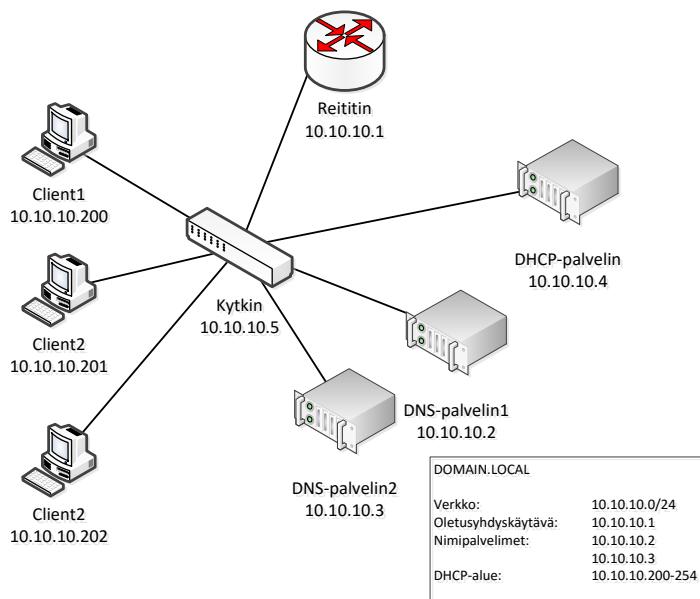 Reititin
10.10.10.1
Client1
10.10.10.200
DHCP-palvelin
10.10.10.4
Kytkin
10.10.10.5
Client2
10.10.10.201
DNS-palvelin1
10.10.10.2
DNS-palvelin2
10.10.10.3
Client2
10.10.10.202
DOMAIN.LOCAL
Verkko: 10.10.10.0/24
Oletusyhdyskäytävä: 10.10.10.1
Nimipalvelimet: 10.10.10.2
10.10.10.3
DHCP-alue: 10.10.10.200-254